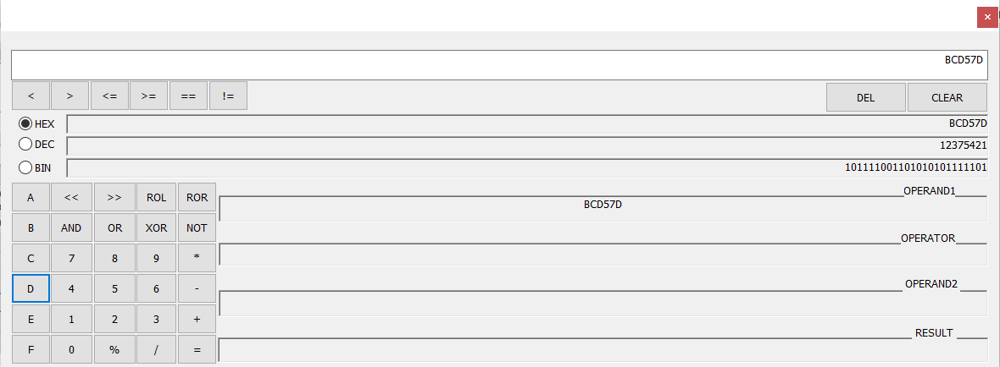 BCD57D
< > <= >= == != DEL CLEAR
HEX BCD57D
DEC 12375421
BIN 101111001101010101111101
A << >> ROL ROR OPERAND1
BCD57D
B AND OR XOR NOT
C 7 8 9 * OPERATOR
D 4 5 6 - OPERAND2
E 1 2 3 +
F 0 % / = RESULT